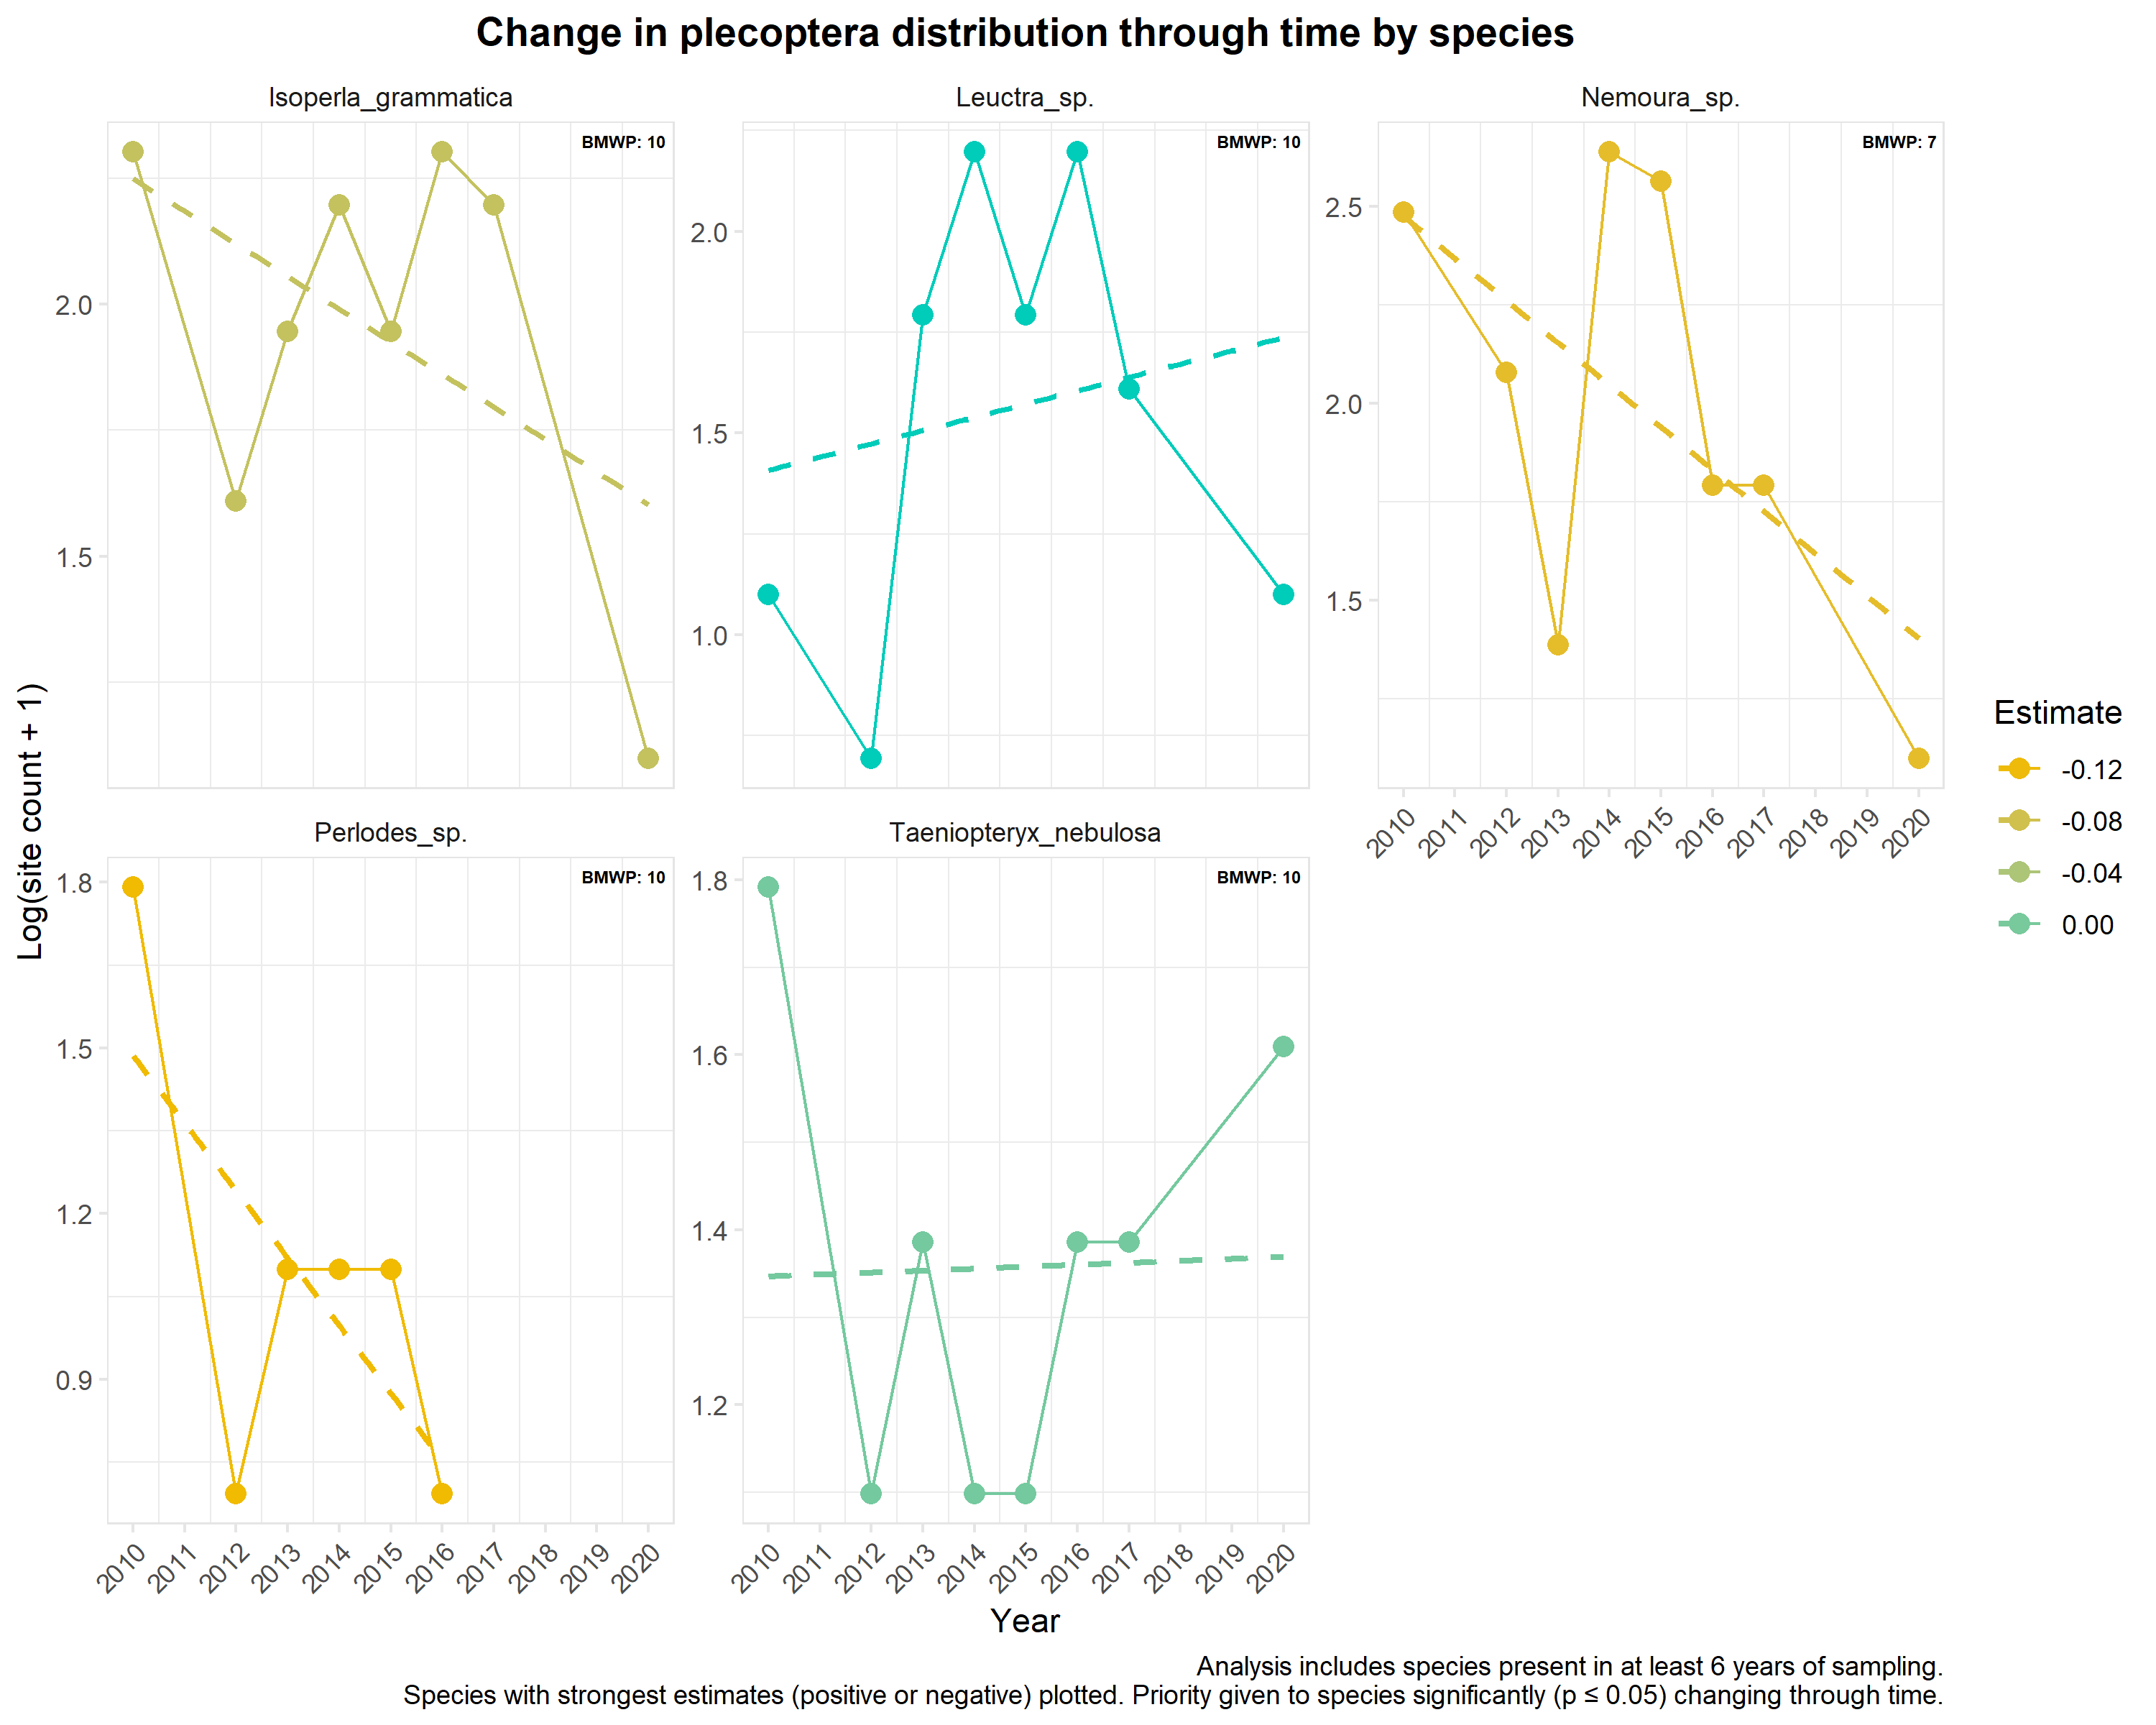 Change in plecoptera distribution through time by species
Isoperla_grammatica
Leuctra_sp.
Nemoura_sp.
BMWP: 10
BMWP: 10
BMWP: 7
2.0
1.5
2.0
1.5
1.0
2.5
2.0
1.5
2010 2011 2012 2013 2014 2015 2016 2017 2018 2019 2020
Log(site count + 1)
Perlodes_sp.
Taeniopteryx_nebulosa
BMWP: 10
BMWP: 10
1.8
1.5
1.2
0.9
1.8
1.6
1.4
1.2
2010 2011 2012 2013 2014 2015 2016 2017 2018 2019 2020
2010 2011 2012 2013 2014 2015 2016 2017 2018 2019 2020
Year
Estimate
-0.12
-0.08
-0.04
0.00
Analysis includes species present in at least 6 years of sampling.
Species with strongest estimates (positive or negative) plotted. Priority given to species significantly (p ≤ 0.05) changing through time.